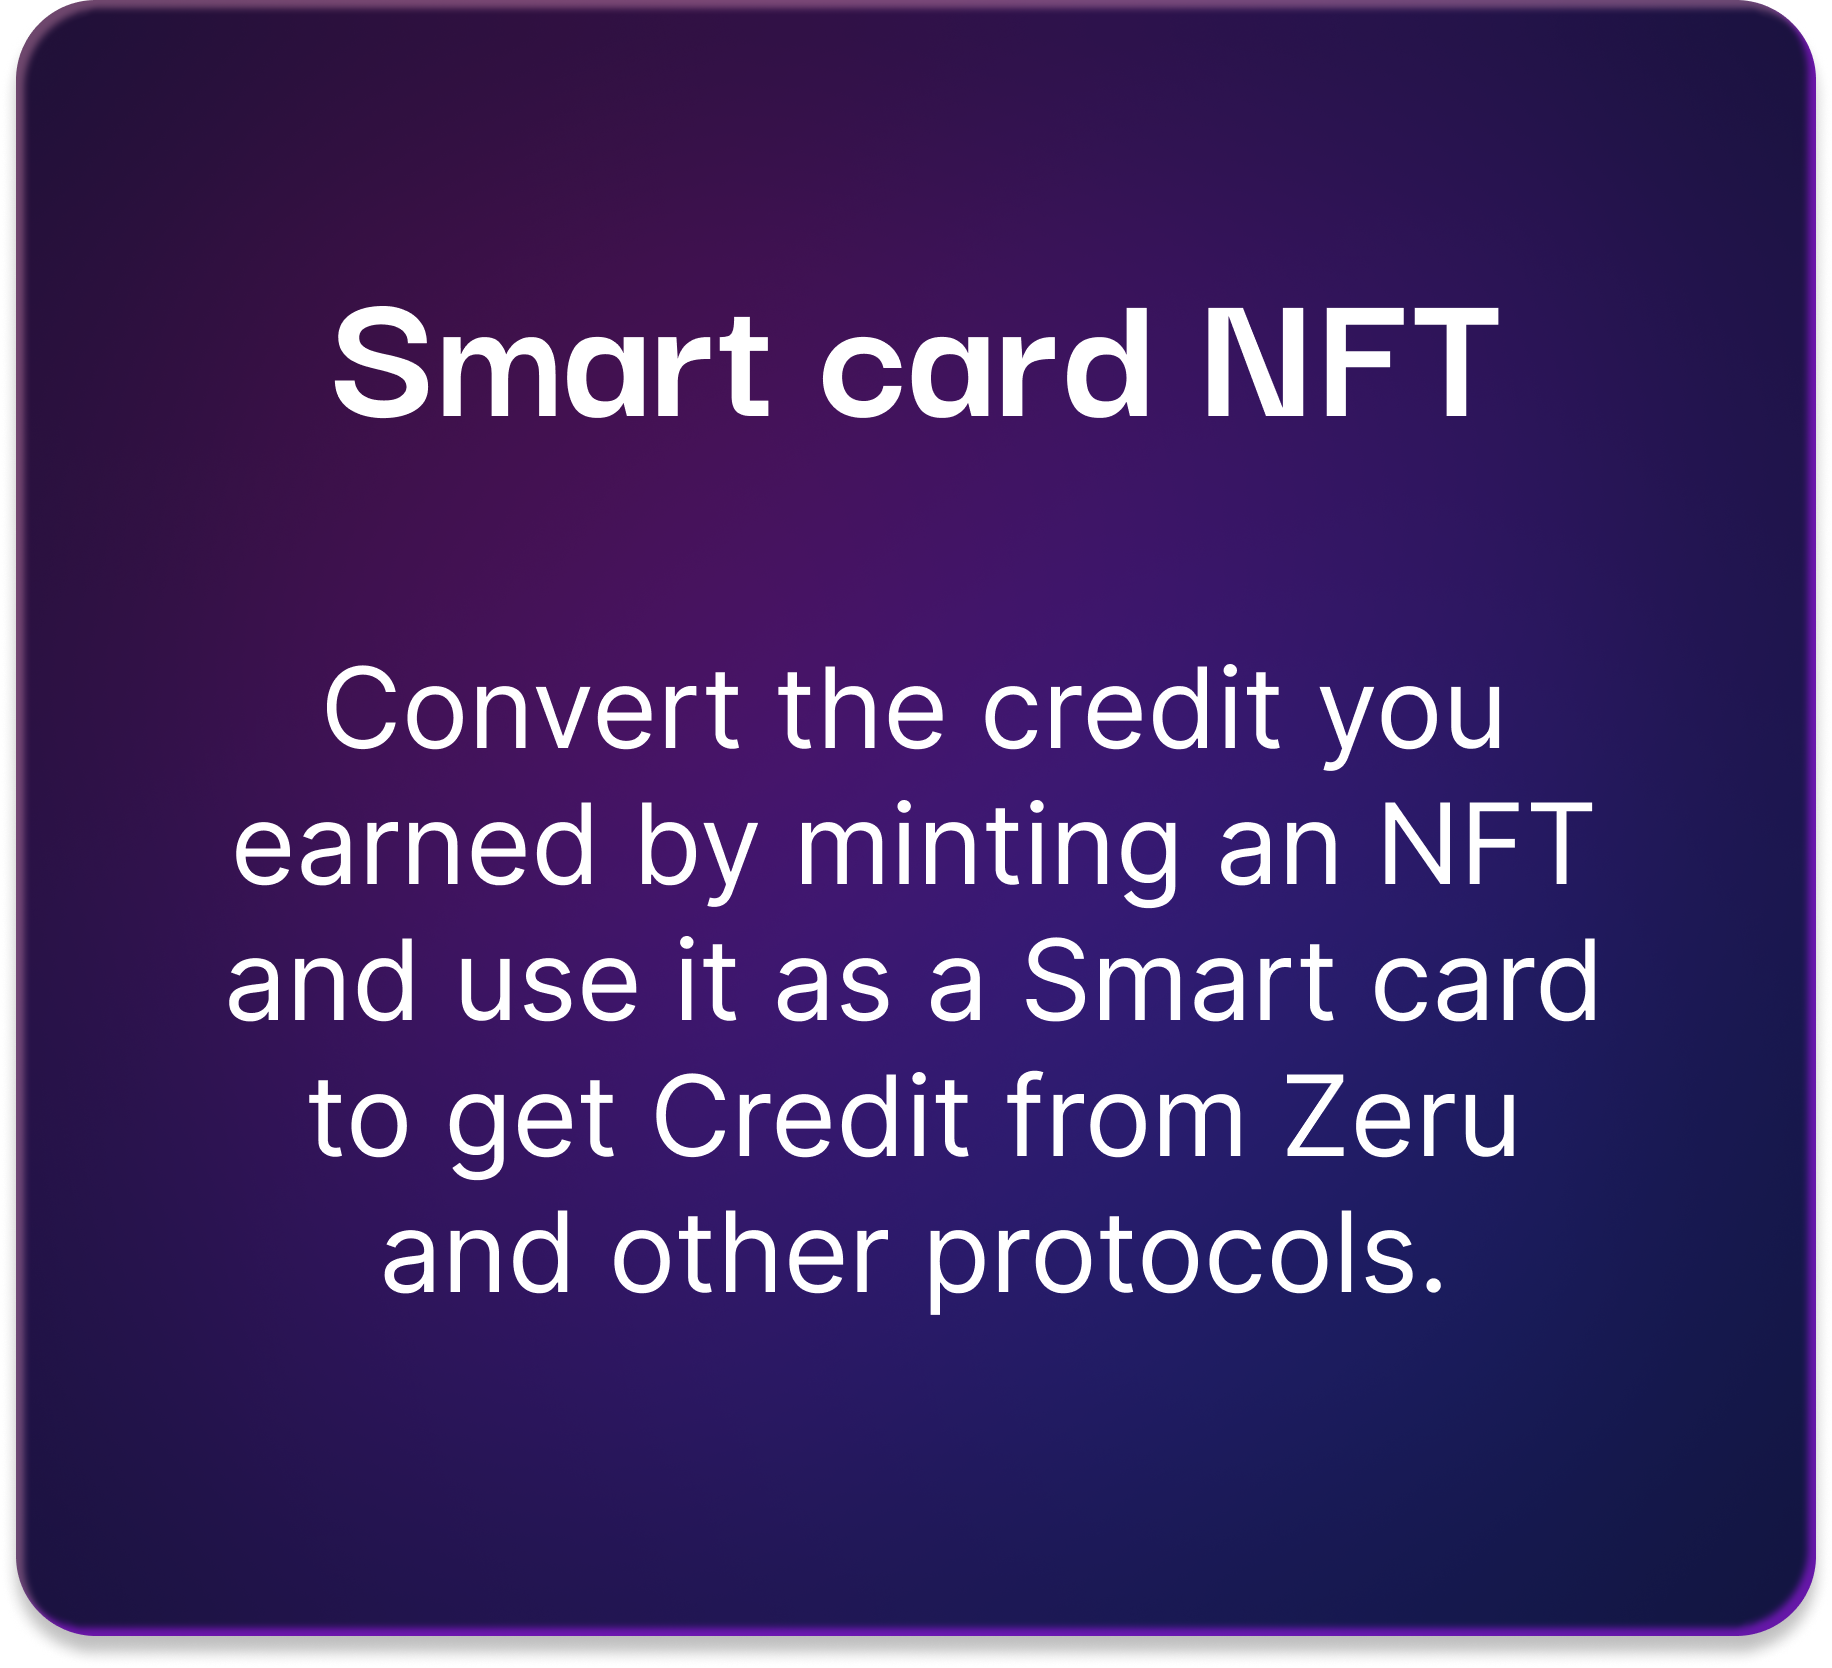 Smart card NFT
Convert the credit you
earned by minting an NFT
and use it as a Smart card
to get Credit from Zeru
and other protocols.